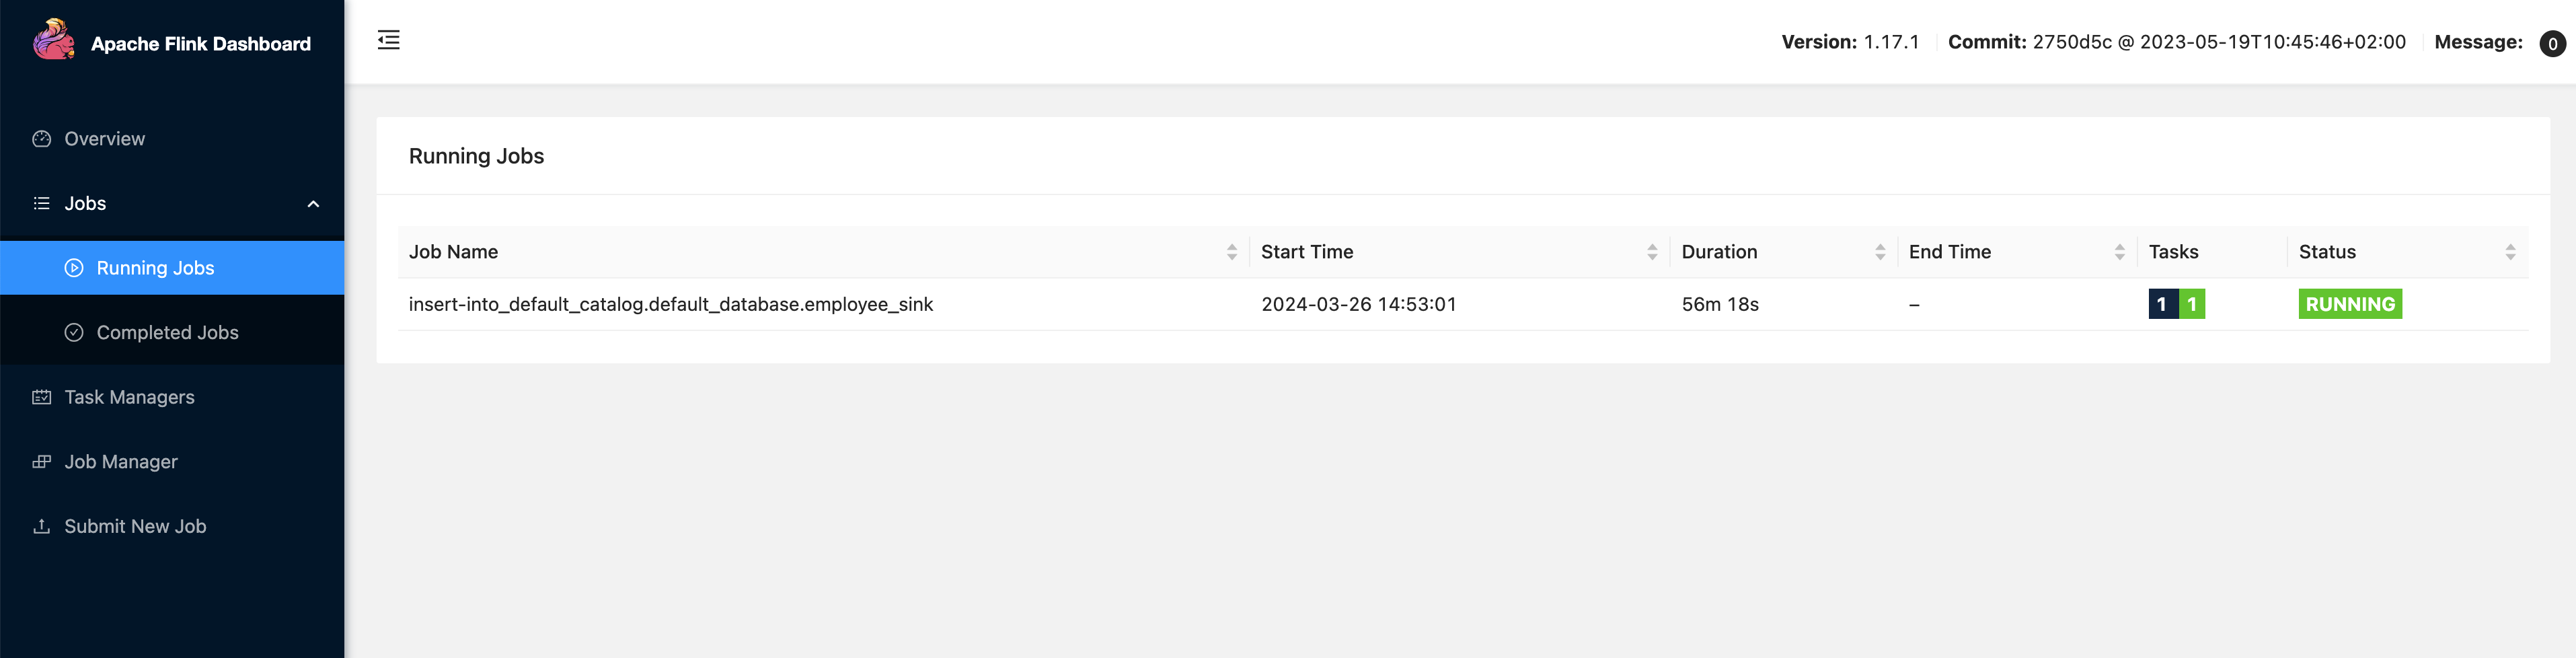 Apache Flink Dashboard
Version: 1.17.1 Commit: 2750d5c @ 2023-05-19T10:45:46+02:00 Message: 0
Overview
Jobs
Running Jobs
Completed Jobs
Task Managers
Job Manager
Submit New Job
Running Jobs
Job Name Start Time Duration End Time Tasks Status
insert-into_default_catalog.default_database.employee_sink 2024-03-26 14:53:01 56m 18s – 1 1 RUNNING